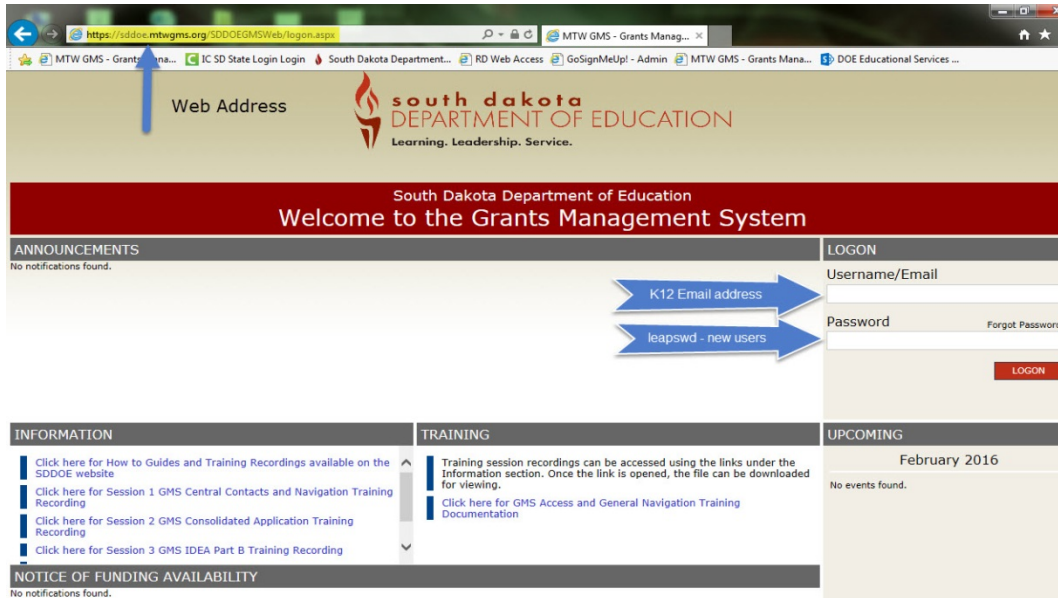 https://sddoe.mtwgms.org/SDDOEGMSWeb/logon.aspx
MTW GMS - Grants Manag...
MTW GMS - Grants Mana... IC SD State Login Login South Dakota Department... RD Web Access GoSignMeUp! - Admin MTW GMS - Grants Mana... DOE Educational Services ...
Web Address
south dakota
DEPARTMENT OF EDUCATION
Learning. Leadership. Service.
South Dakota Department of Education
Welcome to the Grants Management System
ANNOUNCEMENTS
No notifications found.
LOGON
Username/Email
K12 Email address
Password Forgot Password
leapswd - new users
LOGON
INFORMATION
Click here for How to Guides and Training Recordings available on the
SDDOE website
Click here for Session 1 GMS Central Contacts and Navigation Training
Recording
Click here for Session 2 GMS Consolidated Application Training
Recording
Click here for Session 3 GMS IDEA Part B Training Recording
TRAINING
Training session recordings can be accessed using the links under the
Information section. Once the link is opened, the file can be downloaded
for viewing.
Click here for GMS Access and General Navigation Training
Documentation
UPCOMING
February 2016
No events found.
NOTICE OF FUNDING AVAILABILITY
No notifications found.